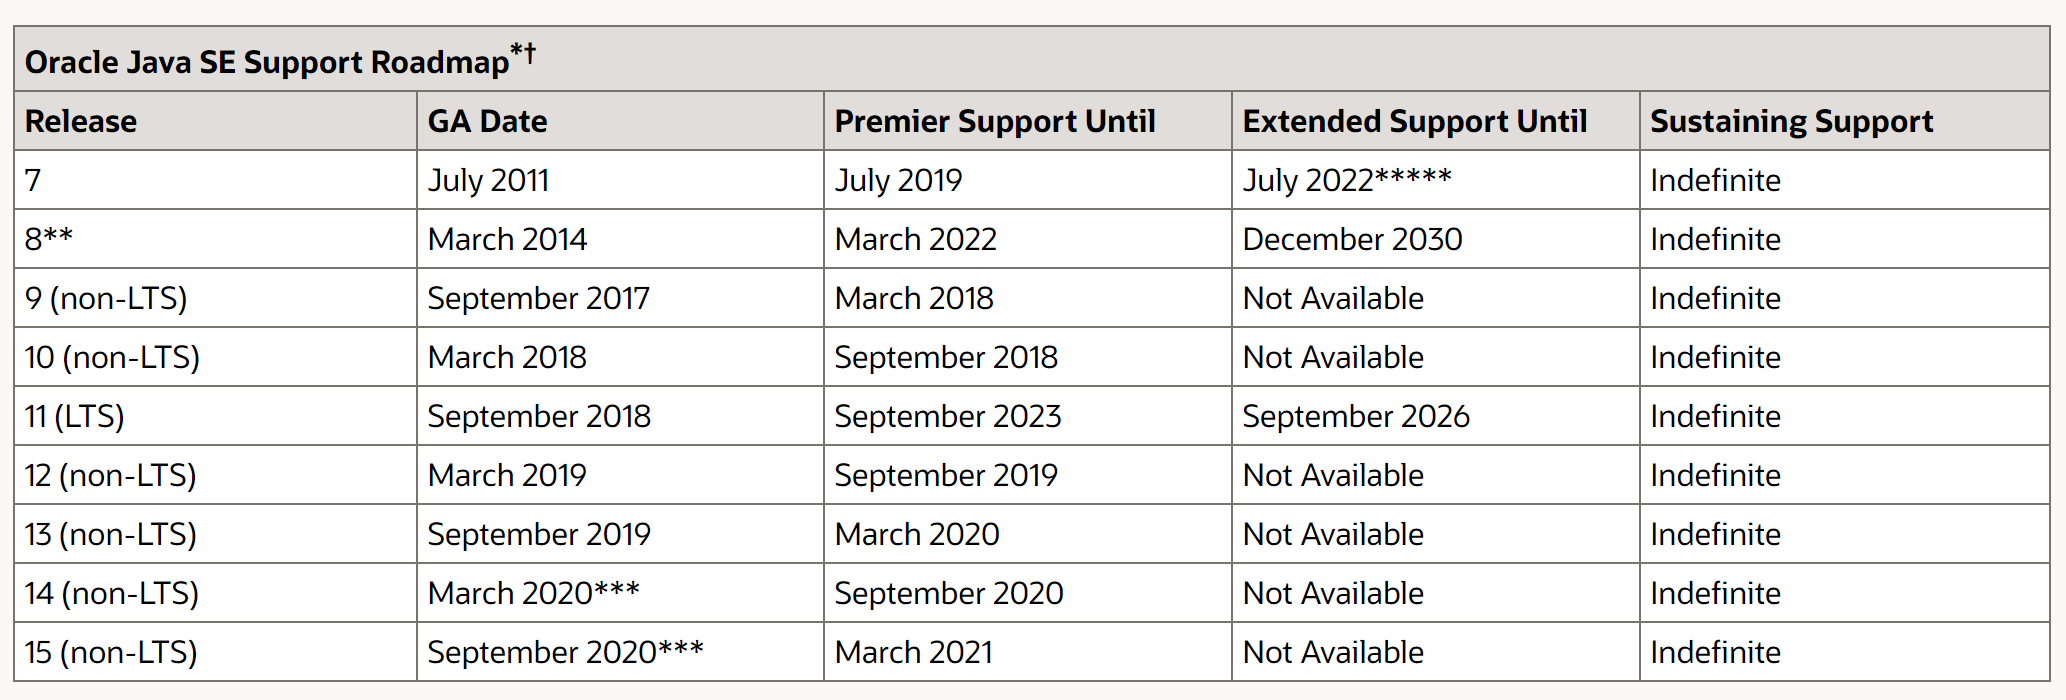 Oracle Java SE Support Roadmap*†
Release GA Date Premier Support Until Extended Support Until Sustaining Support
7 July 2011 July 2019 July 2022***** Indefinite
8** March 2014 March 2022 December 2030 Indefinite
9 (non-LTS) September 2017 March 2018 Not Available Indefinite
10 (non-LTS) March 2018 September 2018 Not Available Indefinite
11 (LTS) September 2018 September 2023 September 2026 Indefinite
12 (non-LTS) March 2019 September 2019 Not Available Indefinite
13 (non-LTS) September 2019 March 2020 Not Available Indefinite
14 (non-LTS) March 2020*** September 2020 Not Available Indefinite
15 (non-LTS) September 2020*** March 2021 Not Available Indefinite